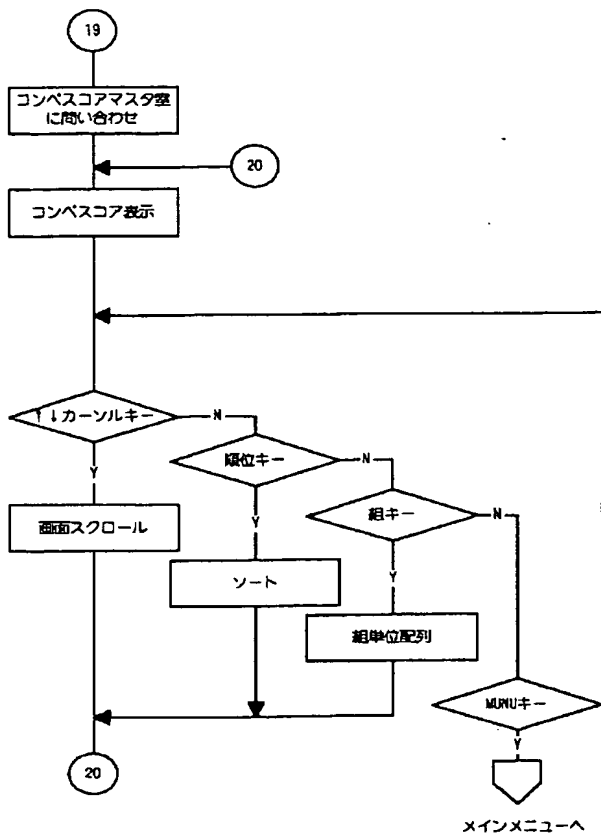 19
コンペスコアマスタ室
に問い合わせ
20
コンペスコア表示
↑↓カーソルキー
N
順位キー
N
Y
組キー
N
画面スクロール
Y
ソート
Y
組単位配列
MUNUキー
Y
20
メインメニューへ